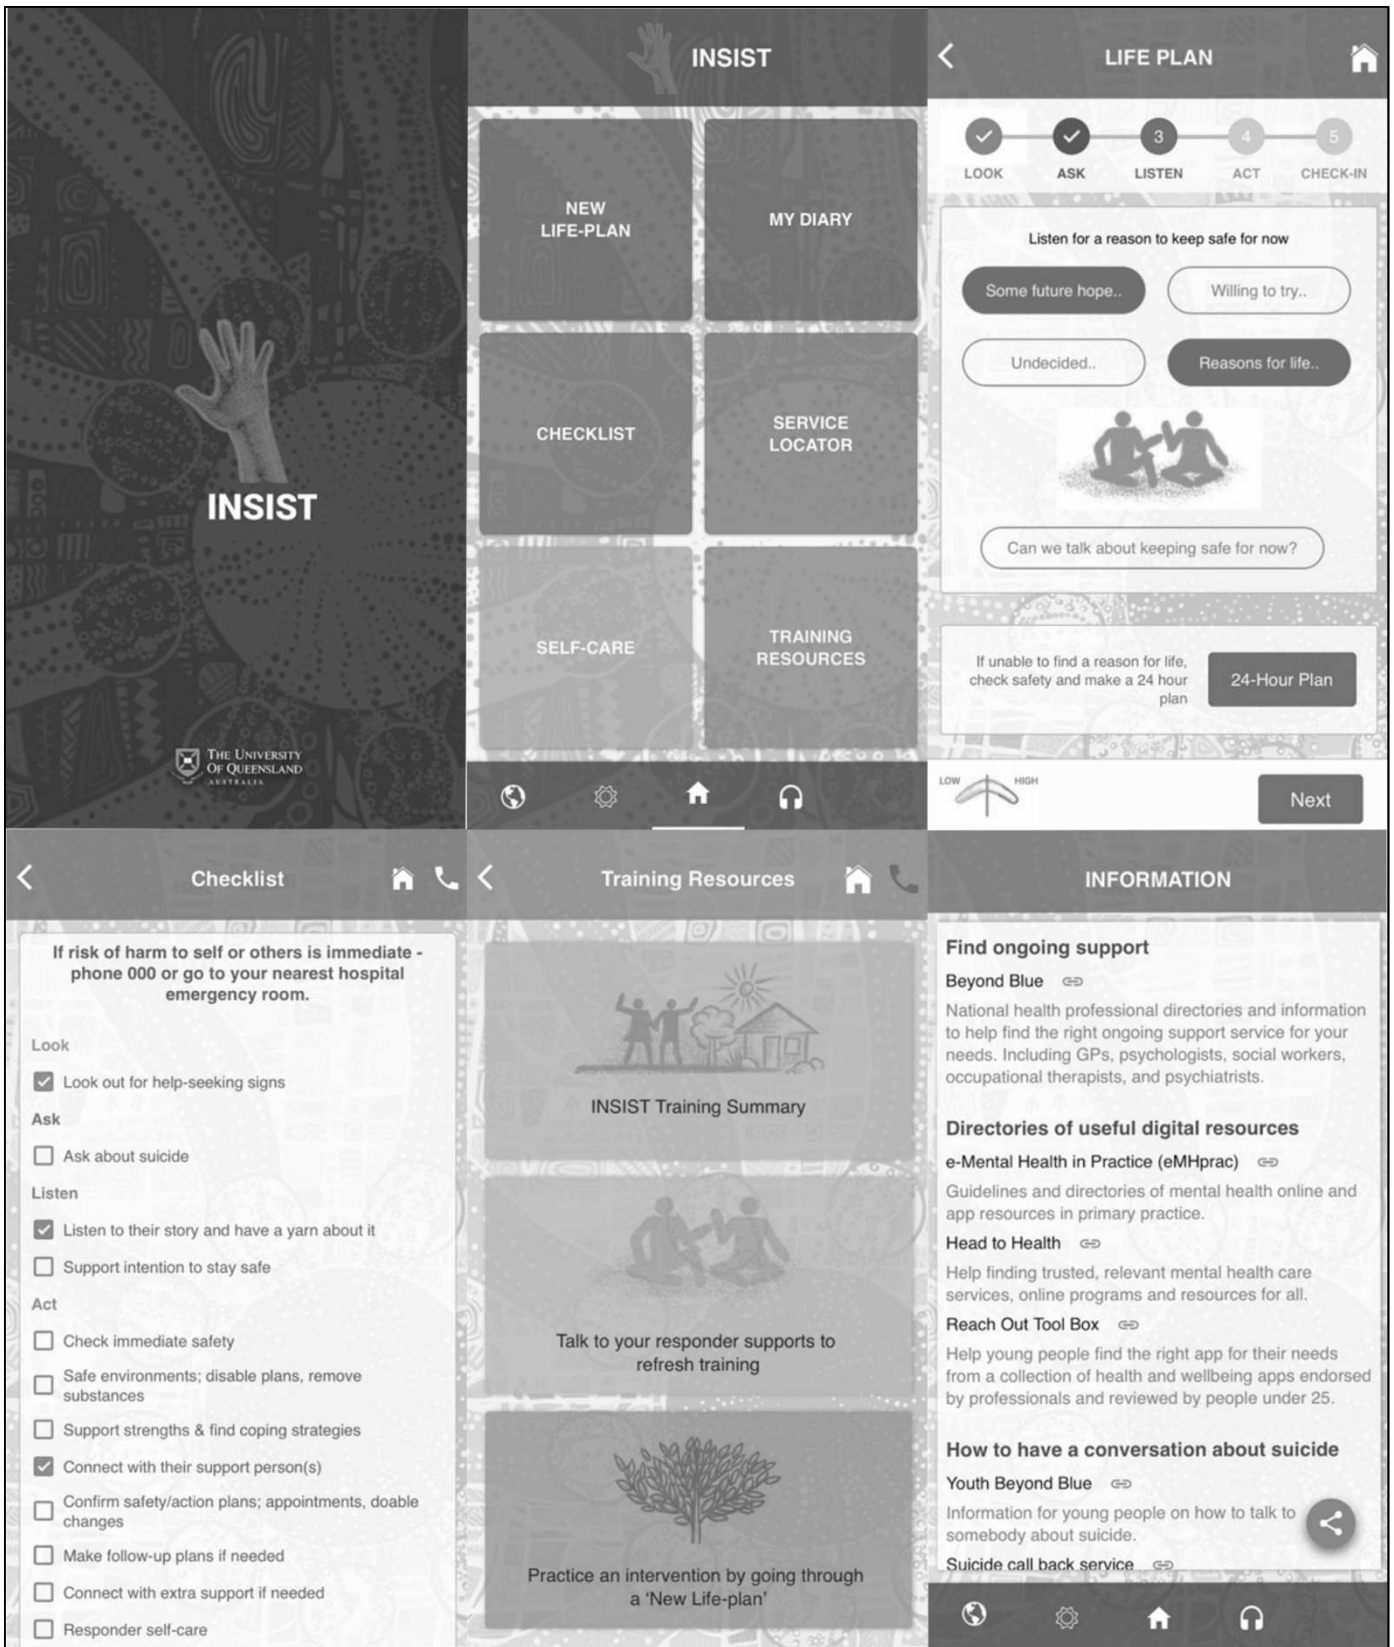 INSIST
THE UNIVERSITY
OF QUEENSLAND
AUSTRALIA
INSIST
NEW
LIFE-PLAN
MY DIARY
CHECKLIST
SERVICE
LOCATOR
SELF-CARE
TRAINING
RESOURCES
LIFE PLAN
3
4
5
LOOK
ASK
LISTEN
ACT
CHECK-IN
Listen for a reason to keep safe for now
Some future hope..
Willing to try..
Undecided..
Reasons for life..
Can we talk about keeping safe for now?
If unable to find a reason for life,
check safety and make a 24 hour
plan
24-Hour Plan
LOW
HIGH
Next
Checklist
If risk of harm to self or others is immediate -
phone 000 or go to your nearest hospital
emergency room.
Look
Look out for help-seeking signs
Ask
Ask about suicide
Listen
Listen to their story and have a yarn about it
Support intention to stay safe
Act
Check immediate safety
Safe environments; disable plans, remove
substances
Support strengths & find coping strategies
Connect with their support person(s)
Confirm safety/action plans; appointments, doable
changes
Make follow-up plans if needed
Connect with extra support if needed
Responder self-care
Training Resources
INSIST Training Summary
Talk to your responder supports to
refresh training
Practice an intervention by going through
a ‘New Life-plan’
INFORMATION
Find ongoing support
Beyond Blue
National health professional directories and information
to help find the right ongoing support service for your
needs. Including GPs, psychologists, social workers,
occupational therapists, and psychiatrists.
Directories of useful digital resources
e-Mental Health in Practice (eMHprac)
Guidelines and directories of mental health online and
app resources in primary practice.
Head to Health
Help finding trusted, relevant mental health care
services, online programs and resources for all.
Reach Out Tool Box
Help young people find the right app for their needs
from a collection of health and wellbeing apps endorsed
by professionals and reviewed by people under 25.
How to have a conversation about suicide
Youth Beyond Blue
Information for young people on how to talk to
somebody about suicide.
Suicide call back service